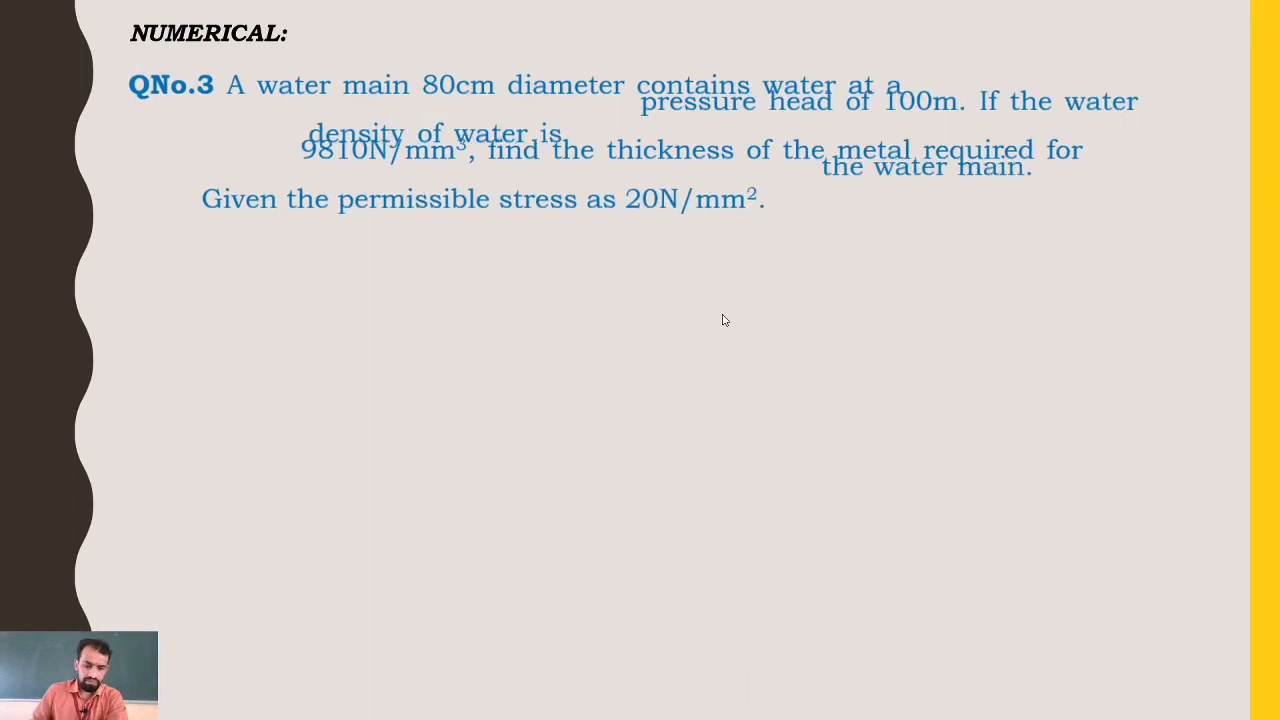 NUMERICAL:
QNo.3 A water main 80cm diameter contains water at a
pressure head of 100m. If the water
density of water is
9810N/mm³, find the thickness of the metal required for
the water main.
Given the permissible stress as 20N/mm².